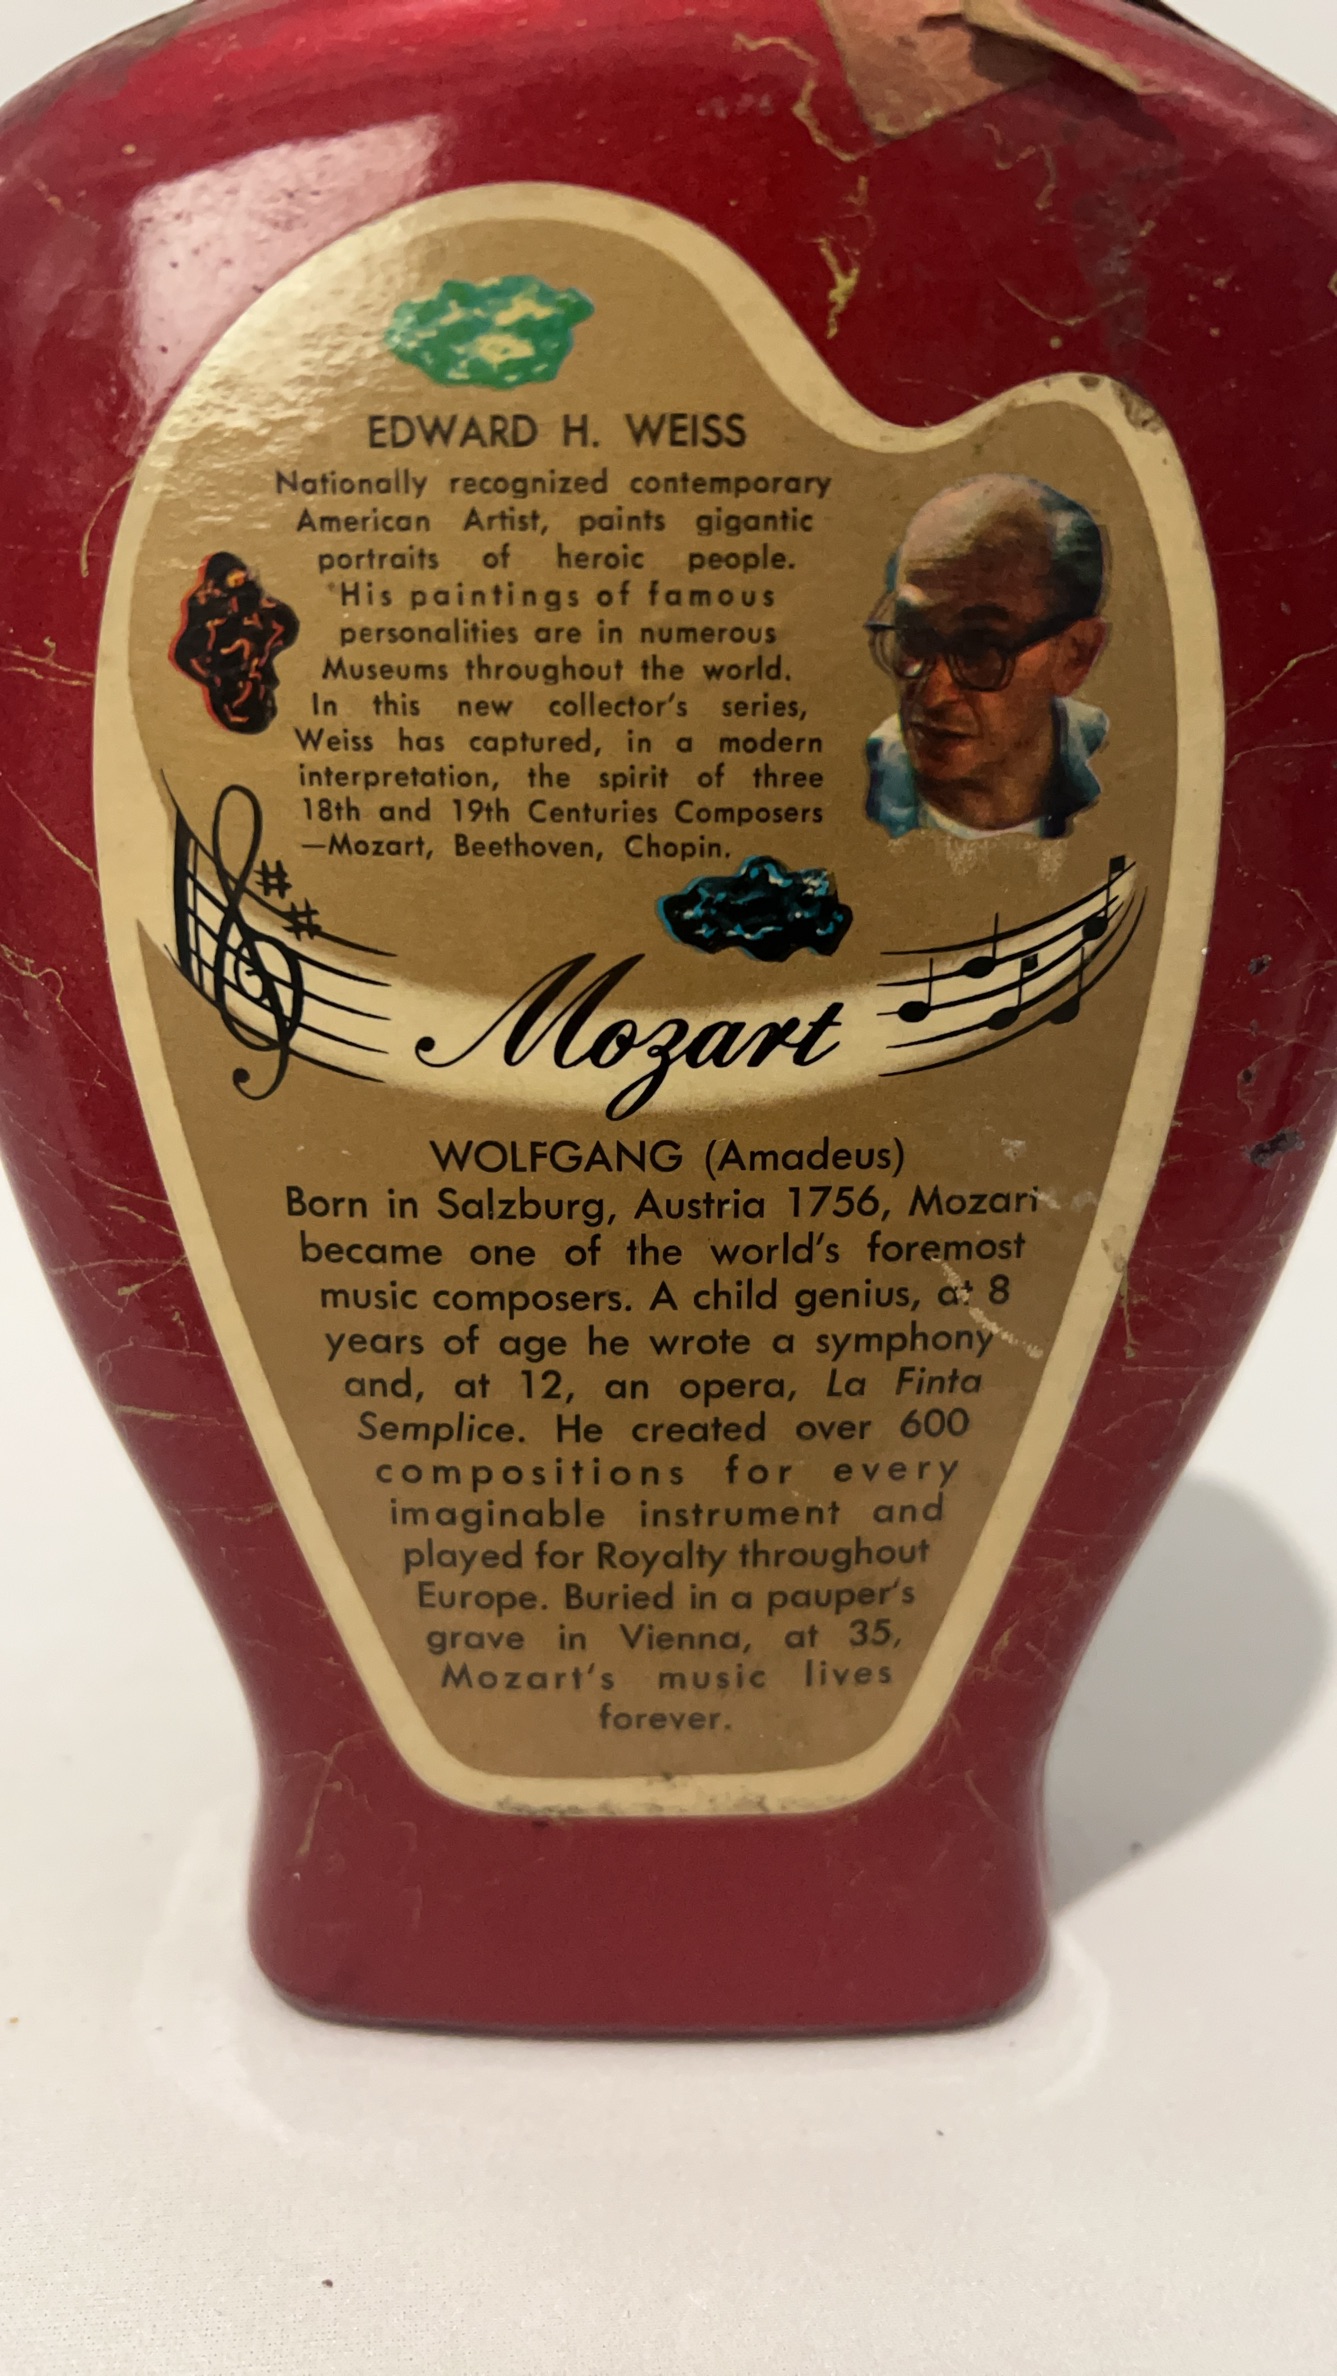 EDWARD H. WEISS
Nationally recognized contemporary
American Artist, paints gigantic
portraits of heroic people.
His paintings of famous
personalities are in numerous
Museums throughout the world.
In this new collector's series,
Weiss has captured, in a modern
interpretation, the spirit of three
18th and 19th Centuries Composers
—Mozart, Beethoven, Chopin.
Mozart
WOLFGANG (Amadeus)
Born in Salzburg, Austria 1756, Mozart
became one of the world's foremost
music composers. A child genius, at 8
years of age he wrote a symphony
and, at 12, an opera, La Finta
Semplice. He created over 600
compositions for every
imaginable instrument and
played for Royalty throughout
Europe. Buried in a pauper's
grave in Vienna, at 35,
Mozart's music lives
forever.